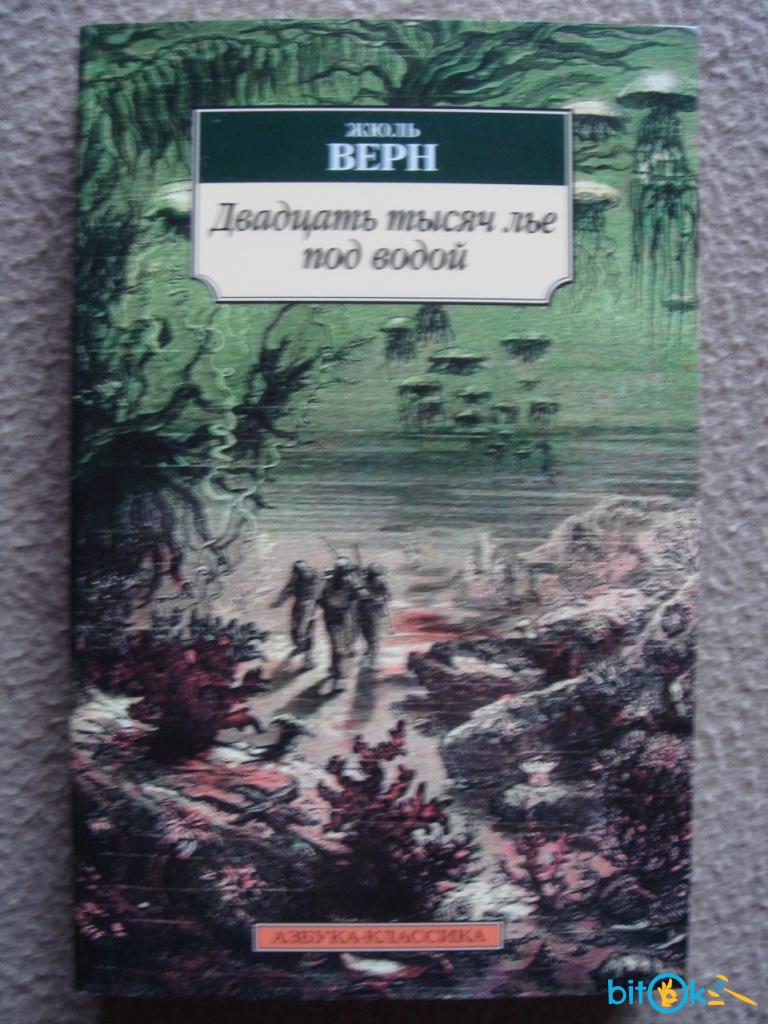 ЖЮЛЬ
ВЕРН
Двадцать тысяч лье
под водой
АЗБУКА-КЛАССИКА
bitOk